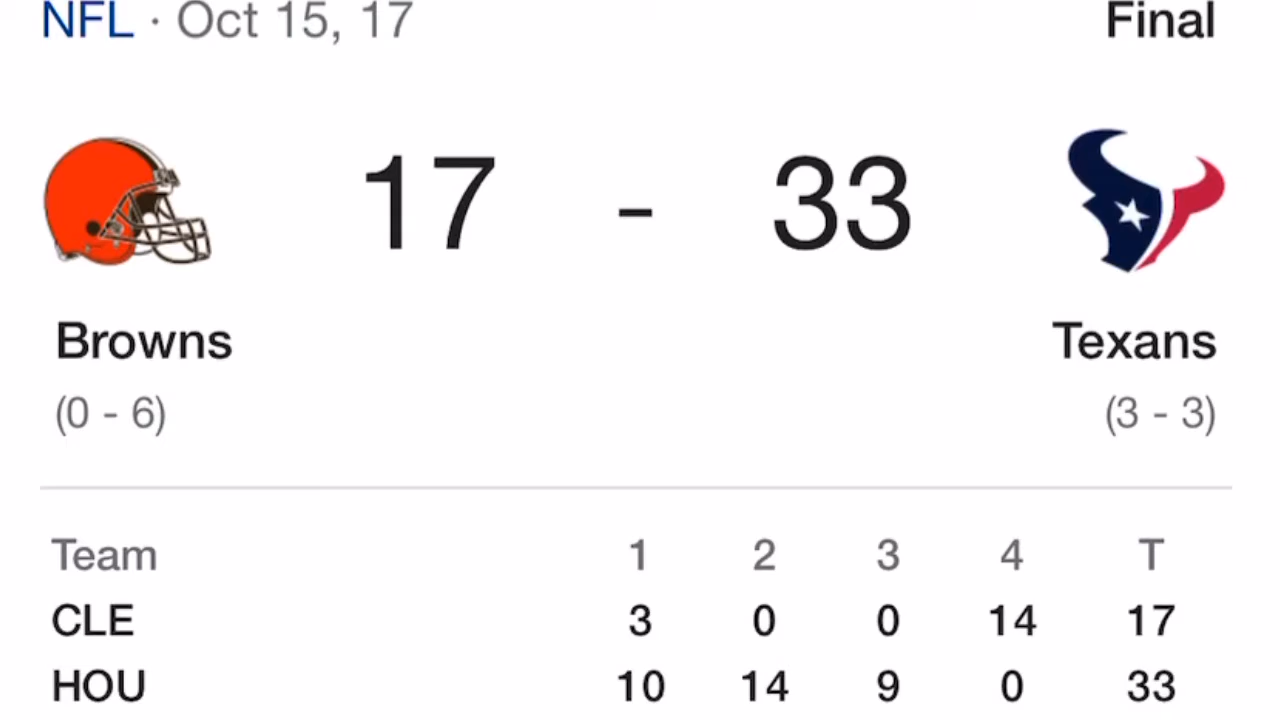 NFL · Oct 15, 17 Final
17 - 33
Browns Texans
(0 - 6) (3 - 3)
Team 1 2 3 4 T
CLE 3 0 0 14 17
HOU 10 14 9 0 33